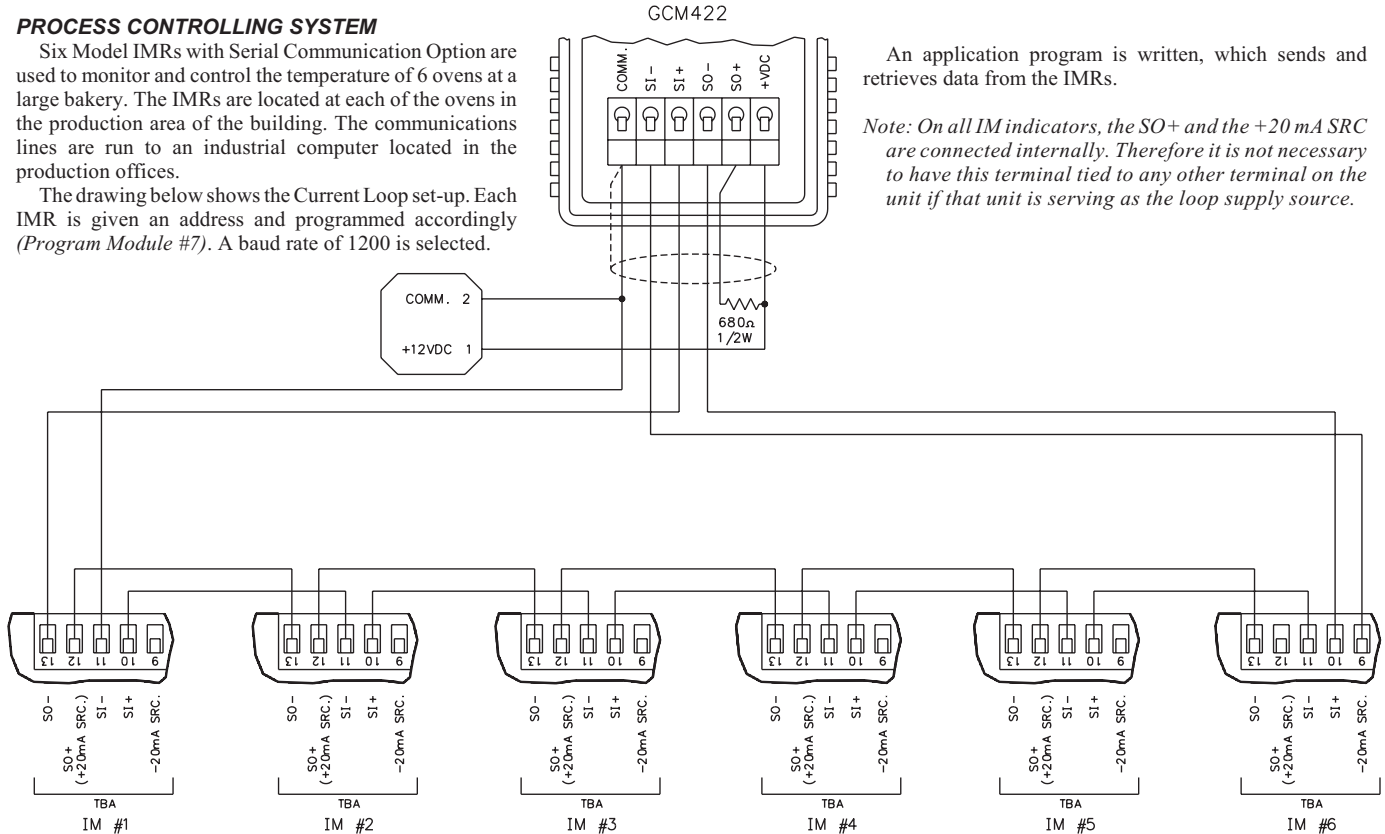 PROCESS CONTROLLING SYSTEM
Six Model IMRs with Serial Communication Option are
used to monitor and control the temperature of 6 ovens at a
large bakery. The IMRs are located at each of the ovens in
the production area of the building. The communications
lines are run to an industrial computer located in the
production offices.
The drawing below shows the Current Loop set-up. Each
IMR is given an address and programmed accordingly
(Program Module #7). A baud rate of 1200 is selected.
GCM422
COMM.
SI-
SI+
SO-
SO+
+VDC
An application program is written, which sends and
retrieves data from the IMRs.
Note: On all IM indicators, the SO+ and the +20 mA SRC
are connected internally. Therefore it is not necessary
to have this terminal tied to any other terminal on the
unit if that unit is serving as the loop supply source.
COMM. 2
+12VDC 1
680Ω
1/2W
13 12 11 10 9
SO-
SO+
(+20mA SRC.)
SI-
SI+
-20mA SRC.
TBA
IM #1
13 12 11 10 9
SO-
SO+
(+20mA SRC.)
SI-
SI+
-20mA SRC.
TBA
IM #2
13 12 11 10 9
SO-
SO+
(+20mA SRC.)
SI-
SI+
-20mA SRC.
TBA
IM #3
13 12 11 10 9
SO-
SO+
(+20mA SRC.)
SI-
SI+
-20mA SRC.
TBA
IM #4
13 12 11 10 9
SO-
SO+
(+20mA SRC.)
SI-
SI+
-20mA SRC.
TBA
IM #5
13 12 11 10 9
SO-
SO+
(+20mA SRC.)
SI-
SI+
-20mA SRC.
TBA
IM #6